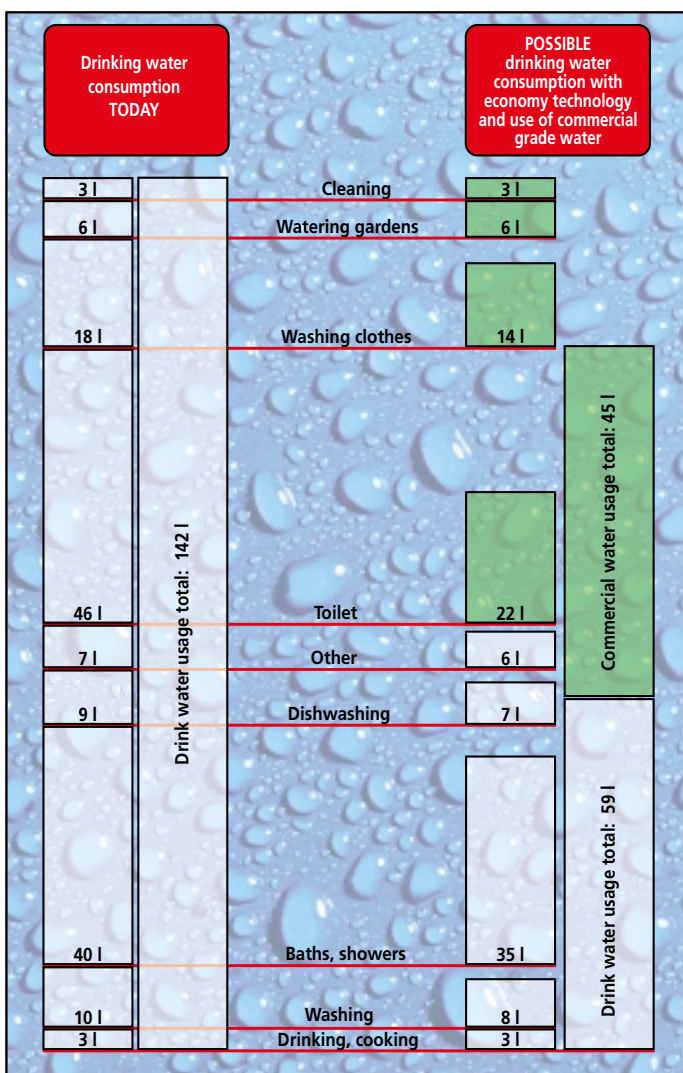 Drinking water
consumption
TODAY
POSSIBLE
drinking water
consumption with
economy technology
and use of commercial
grade water
3 l Cleaning 3 l
6 l Watering gardens 6 l
18 l Washing clothes 14 l
46 l Toilet 22 l
7 l Other 6 l
9 l Dishwashing 7 l
40 l Baths, showers 35 l
10 l Washing 8 l
3 l Drinking, cooking 3 l
Drink water usage total: 142 l
Commercial water usage total: 45 l
Drink water usage total: 59 l